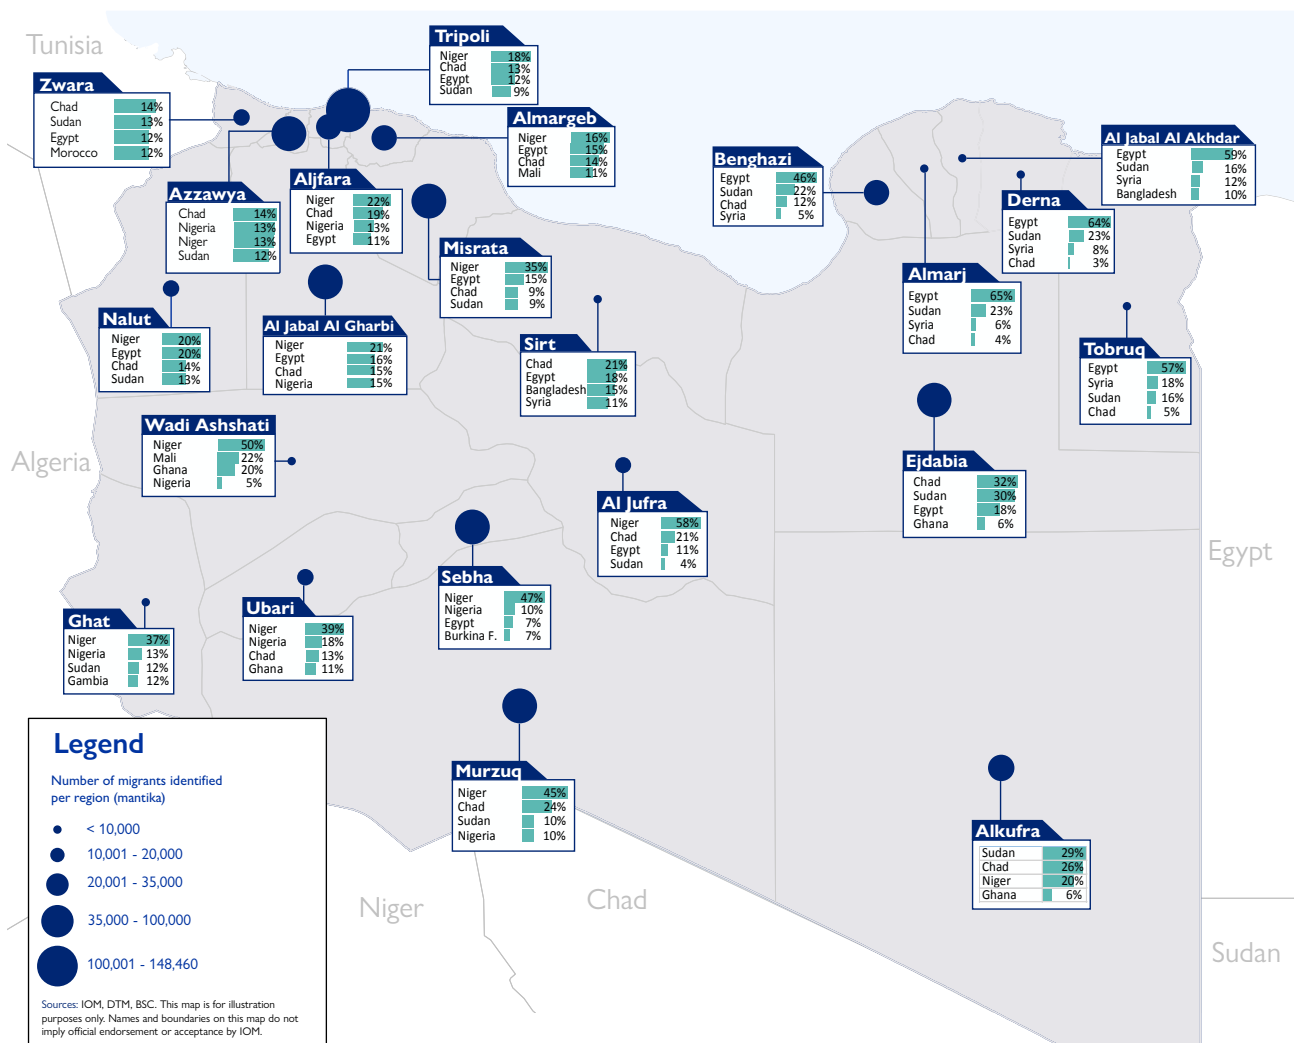 Tunisia
Tripoli
Niger 18%
Chad 13%
Egypt 12%
Sudan 9%
Zwara
Chad 14%
Sudan 13%
Egypt 12%
Morocco 12%
Almargeb
Niger 16%
Egypt 15%
Chad 14%
Mali 11%
Al Jabal Al Akhdar
Egypt 59%
Sudan 16%
Syria 12%
Bangladesh 10%
Benghazi
Egypt 46%
Sudan 22%
Chad 12%
Syria 5%
Azzawya
Chad 14%
Nigeria 13%
Niger 13%
Sudan 12%
Aljfara
Niger 22%
Chad 19%
Nigeria 13%
Egypt 11%
Derna
Egypt 64%
Sudan 23%
Syria 8%
Chad 3%
Misrata
Niger 35%
Egypt 15%
Chad 9%
Sudan 9%
Almarj
Egypt 65%
Sudan 23%
Syria 6%
Chad 4%
Nalut
Niger 20%
Egypt 20%
Chad 14%
Sudan 13%
Al Jabal Al Gharbi
Niger 21%
Egypt 16%
Chad 15%
Nigeria 15%
Sirt
Chad 21%
Egypt 18%
Bangladesh 15%
Syria 11%
Tobruq
Egypt 57%
Syria 18%
Sudan 16%
Chad 5%
Wadi Ashshati
Niger 50%
Mali 22%
Ghana 20%
Nigeria 5%
Algeria
Ejdabia
Chad 32%
Sudan 30%
Egypt 18%
Ghana 6%
Al Jufra
Niger 58%
Chad 21%
Egypt 11%
Sudan 4%
Egypt
Sebha
Niger 47%
Nigeria 10%
Egypt 7%
Burkina F. 7%
Ubari
Niger 39%
Nigeria 18%
Chad 13%
Ghana 11%
Ghat
Niger 37%
Nigeria 13%
Sudan 12%
Gambia 12%
Murzuq
Niger 45%
Chad 24%
Sudan 10%
Nigeria 10%
Alkufra
Sudan 29%
Chad 26%
Niger 20%
Ghana 6%
Niger
Chad
Sudan
Legend
Number of migrants identified
per region (mantika)
< 10,000
10,001 - 20,000
20,001 - 35,000
35,000 - 100,000
100,001 - 148,460
Sources: IOM, DTM, BSC. This map is for illustration
purposes only. Names and boundaries on this map do not
imply official endorsement or acceptance by IOM.